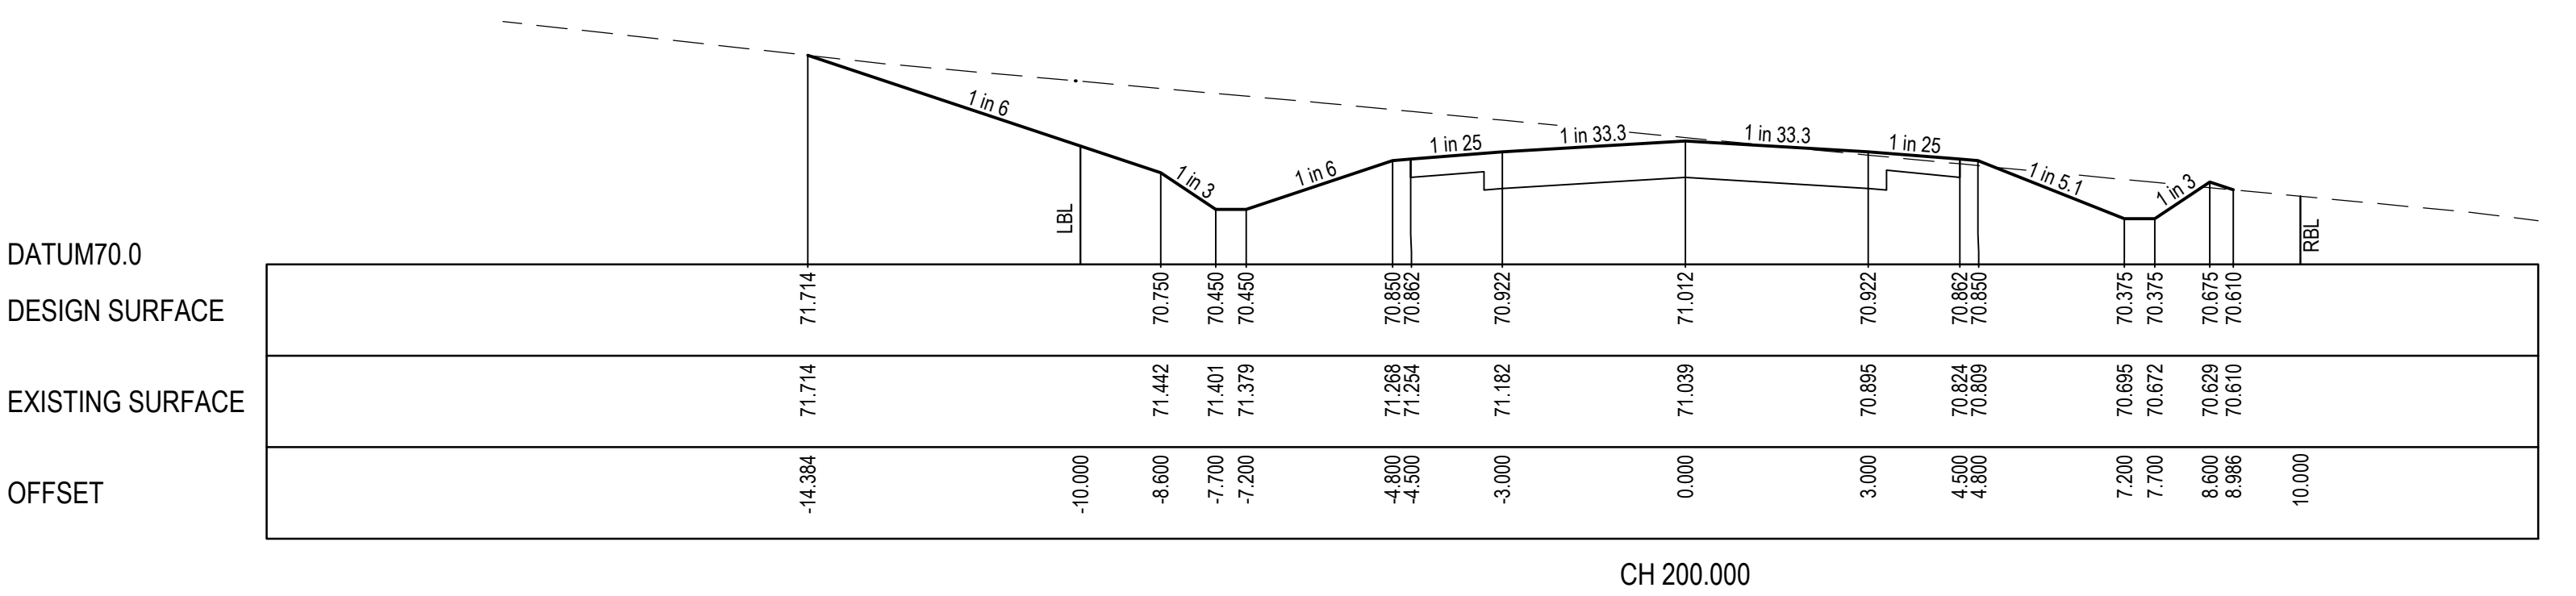 1 in 6
1 in 3
1 in 6
1 in 25
1 in 33.3
1 in 33.3
1 in 25
1 in 5.1
1 in 3
LBL
RBL
DATUM70.0
DESIGN SURFACE
71.714
70.750
70.450
70.450
70.850
70.862
70.922
71.012
70.922
70.862
70.850
70.375
70.375
70.675
70.610
EXISTING SURFACE
71.714
71.442
71.401
71.379
71.268
71.254
71.182
71.039
70.895
70.824
70.809
70.695
70.672
70.629
70.610
OFFSET
-14.384
-10.000
-8.600
-7.700
-7.200
-4.800
-4.500
-3.000
0.000
3.000
4.500
4.800
7.200
7.700
8.600
8.986
10.000
CH 200.000